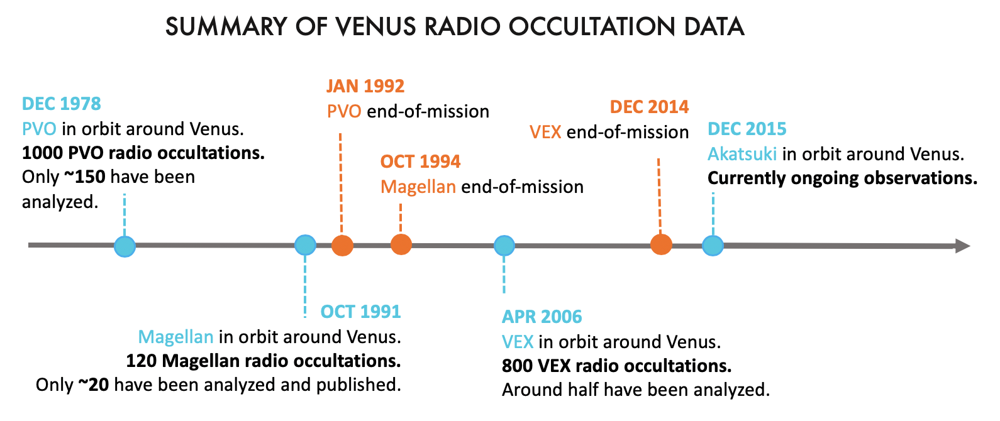 SUMMARY OF VENUS RADIO OCCULTATION DATA
DEC 1978
PVO in orbit around Venus.
1000 PVO radio occultations.
Only ~150 have been
analyzed.
JAN 1992
PVO end-of-mission
OCT 1994
Magellan end-of-mission
DEC 2014
VEX end-of-mission
DEC 2015
Akatsuki in orbit around Venus.
Currently ongoing observations.
OCT 1991
Magellan in orbit around Venus.
120 Magellan radio occultations.
Only ~20 have been analyzed and published.
APR 2006
VEX in orbit around Venus.
800 VEX radio occultations.
Around half have been analyzed.